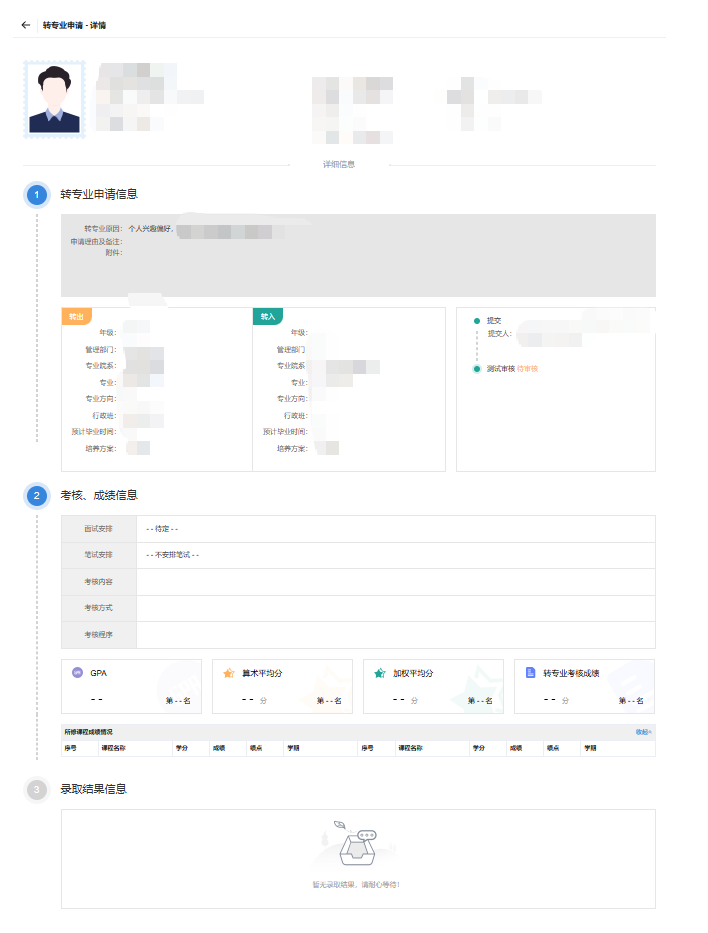 转专业申请 - 详情
详细信息
1 转专业申请信息
转专业原因: 个人兴趣偏好,
申请理由及备注:
附件:
转出
年级:
管理部门:
专业院系:
专业:
专业方向:
行政班:
预计毕业时间:
培养方案:
转入
年级:
管理部门
专业院系:
专业:
专业方向:
行政班:
预计毕业时间:
培养方案:
提交
提交人:
测试审核 待审核
2 考核、成绩信息
面试安排 - - 待定 - -
笔试安排 - - 不安排笔试 - -
考核内容
考核方式
考核程序
GPA
- - 第 - - 名
算术平均分
- - 分 第 - - 名
加权平均分
- - 分 第 - - 名
转专业考核成绩
- - 分 第 - - 名
所修课程成绩情况 收起
序号 课程名称 学分 成绩 绩点 学期 序号 课程名称 学分 成绩 绩点 学期
3 录取结果信息
暂无录取结果，请耐心等待!